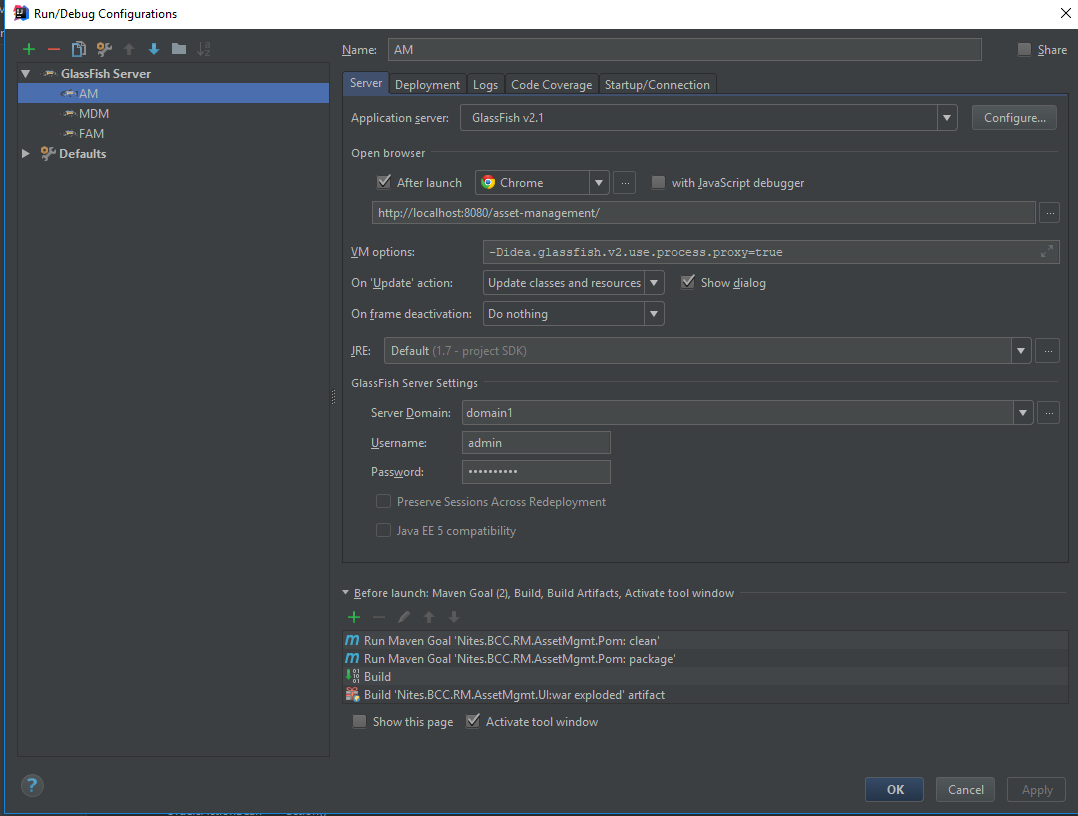 Run/Debug Configurations
Name: AM Share
GlassFish Server
AM
MDM
FAM
Defaults
Server Deployment Logs Code Coverage Startup/Connection
Application server: GlassFish v2.1 Configure...
Open browser
After launch Chrome ... with JavaScript debugger
http://localhost:8080/asset-management/ ...
VM options: -Didea.glassfish.v2.use.process.proxy=true
On 'Update' action: Update classes and resources Show dialog
On frame deactivation: Do nothing
JRE: Default (1.7 - project SDK) ...
GlassFish Server Settings
Server Domain: domain1 ...
Username: admin
Password: ••••••••••
Preserve Sessions Across Redeployment
Java EE 5 compatibility
Before launch: Maven Goal (2), Build, Build Artifacts, Activate tool window
Run Maven Goal 'Nites.BCC.RM.AssetMgmt.Pom: clean'
Run Maven Goal 'Nites.BCC.RM.AssetMgmt.Pom: package'
Build
Build 'Nites.BCC.RM.AssetMgmt.UI:war exploded' artifact
Show this page Activate tool window
? OK Cancel Apply